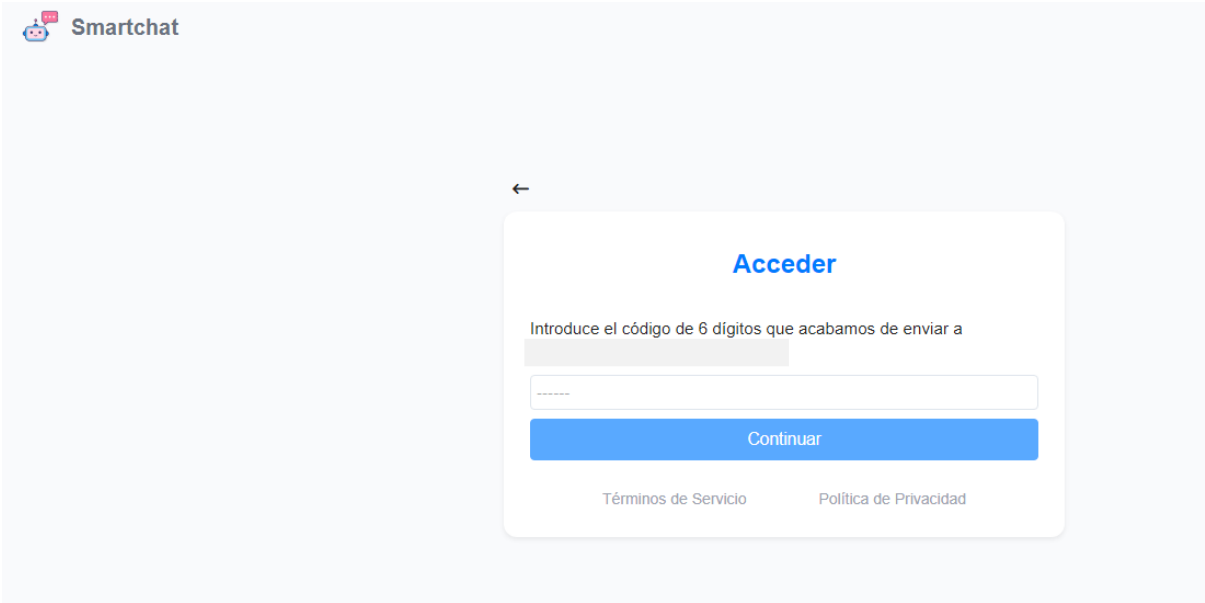 Smartchat
←
Acceder
Introduce el código de 6 dígitos que acabamos de enviar a
------
Continuar
Términos de Servicio
Política de Privacidad